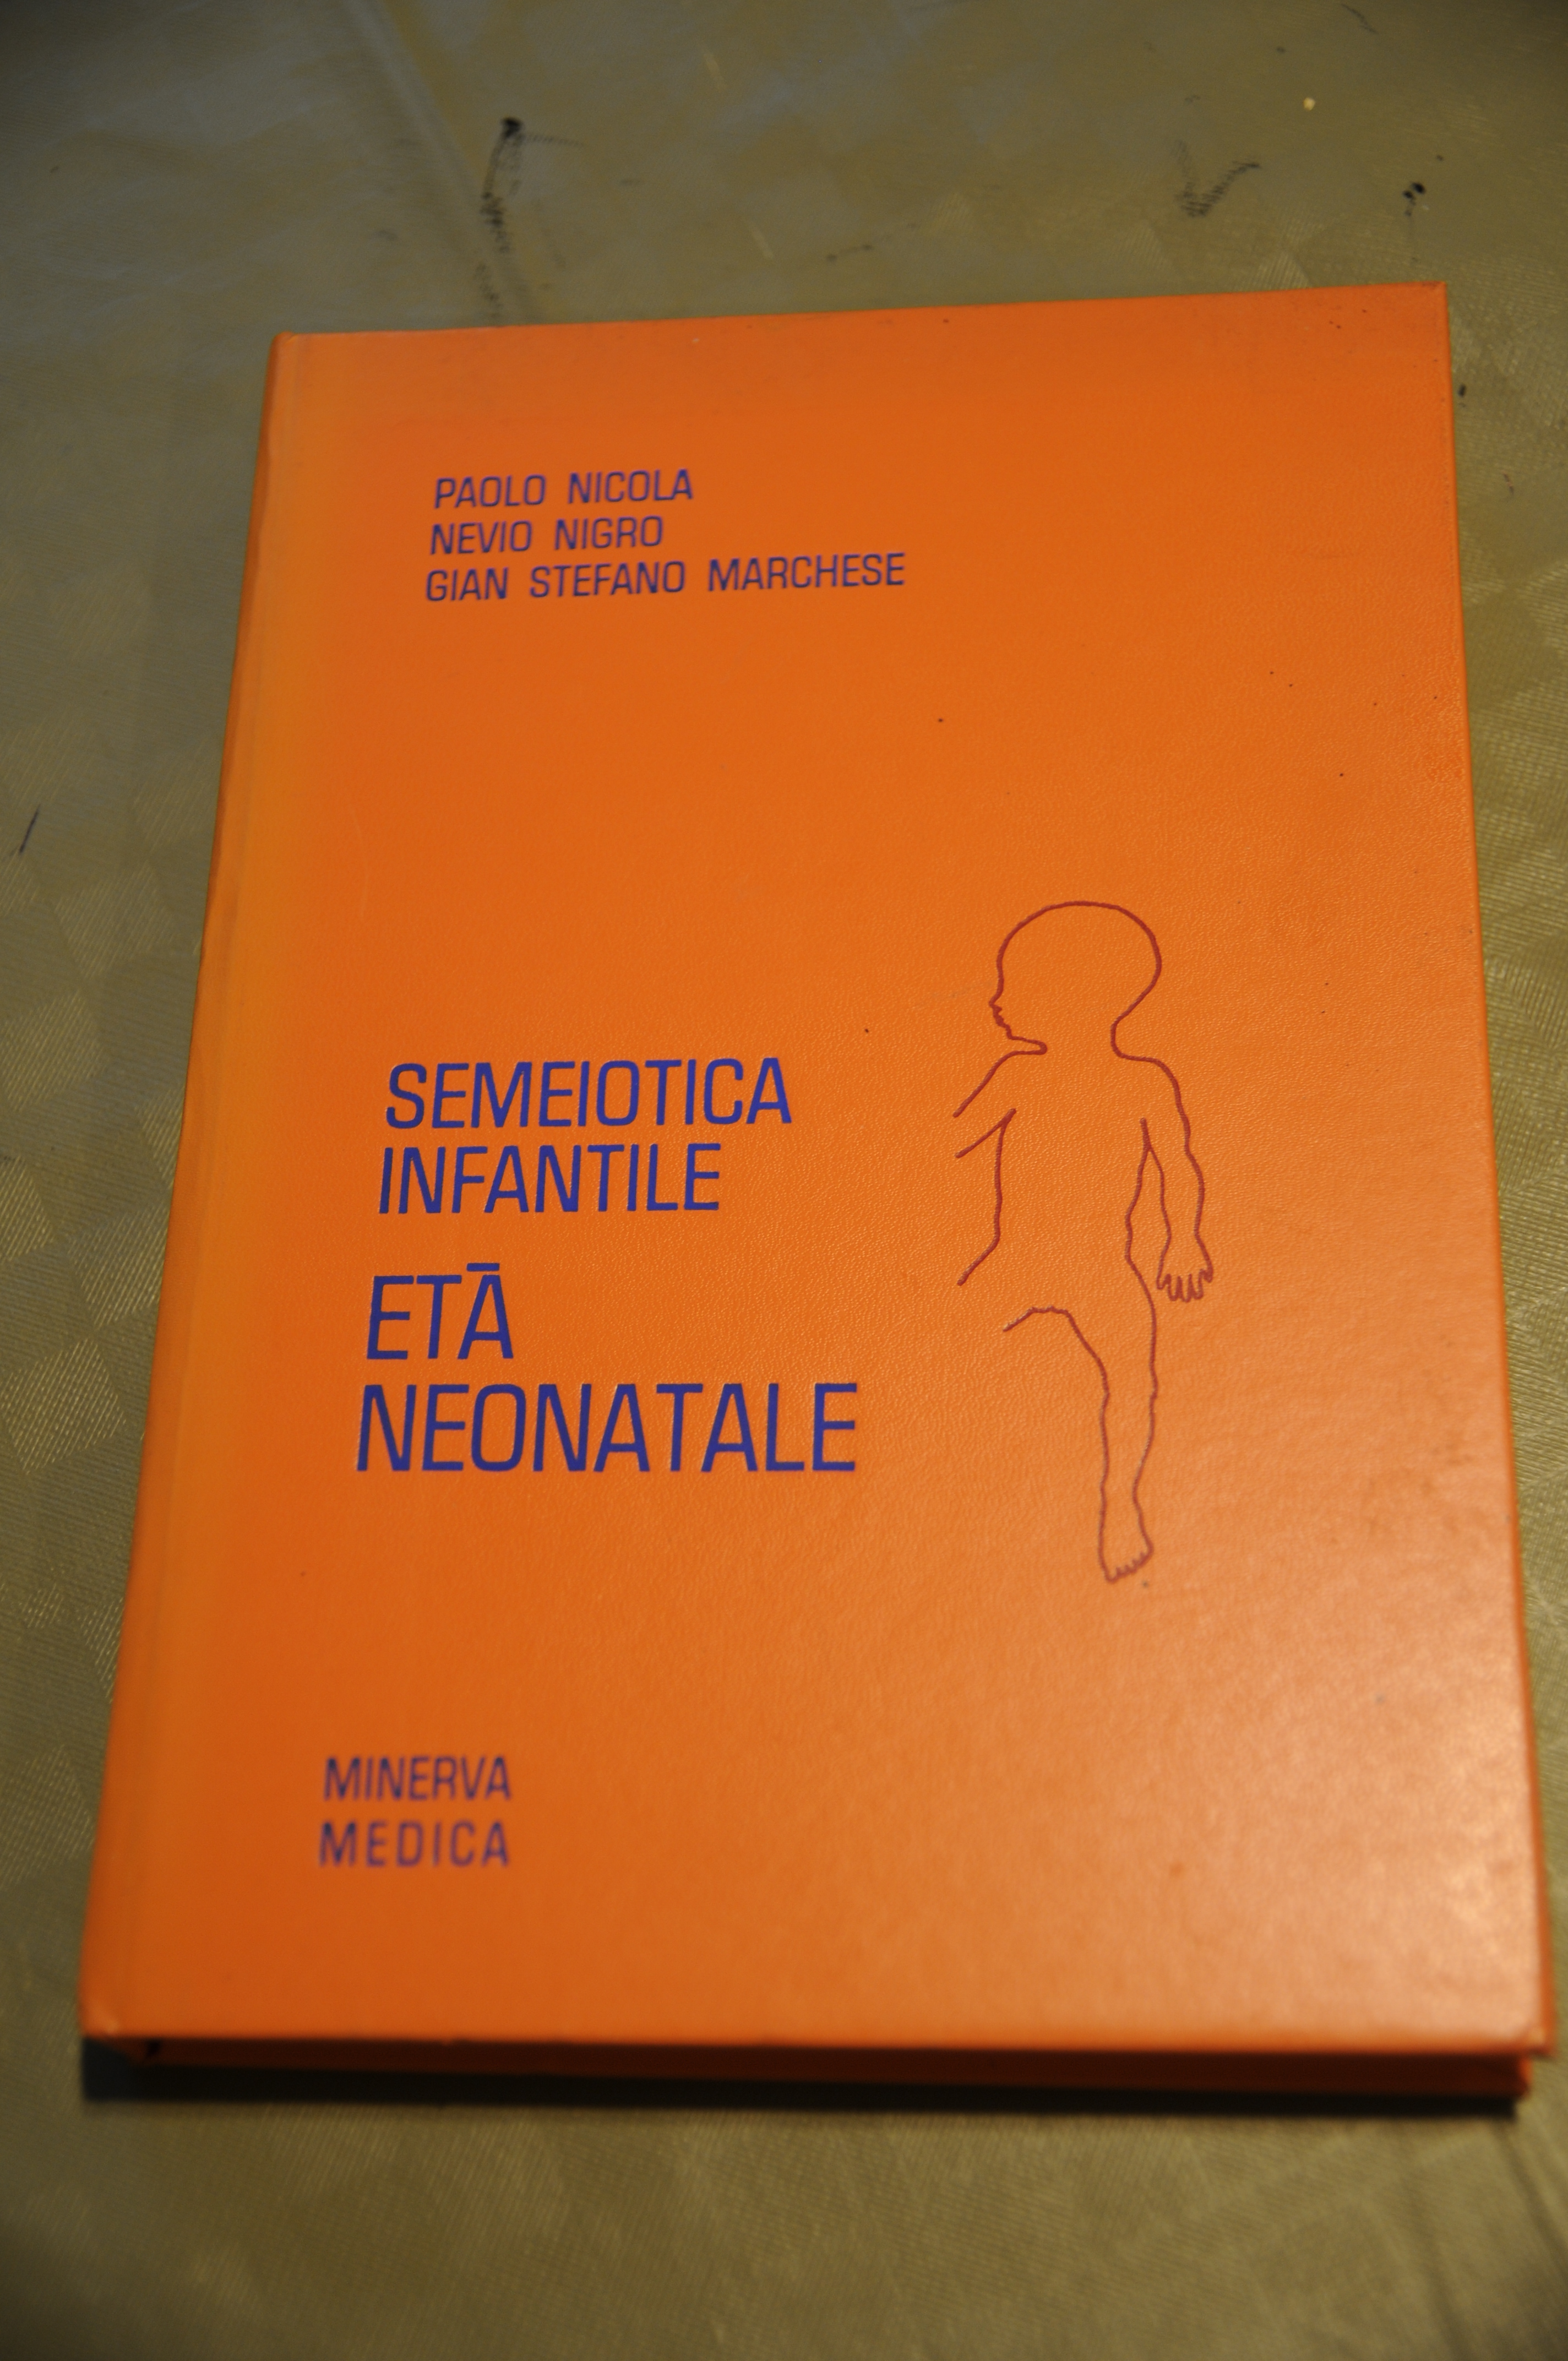 PAOLO NICOLA
NEVIO NIGRO
GIAN STEFANO MARCHESE
SEMEIOTICA
INFANTILE
ETĀ
NEONATALE
MINERVA
MEDICA